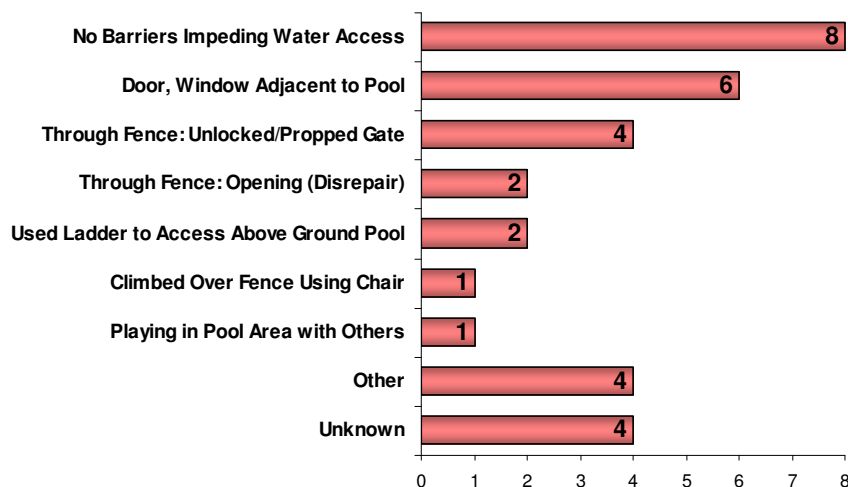 No Barriers Impeding Water Access 8
Door, Window Adjacent to Pool 6
Through Fence: Unlocked/Propped Gate 4
Through Fence: Opening (Disrepair) 2
Used Ladder to Access Above Ground Pool 2
Climbed Over Fence Using Chair 1
Playing in Pool Area with Others 1
Other 4
Unknown 4
0 1 2 3 4 5 6 7 8